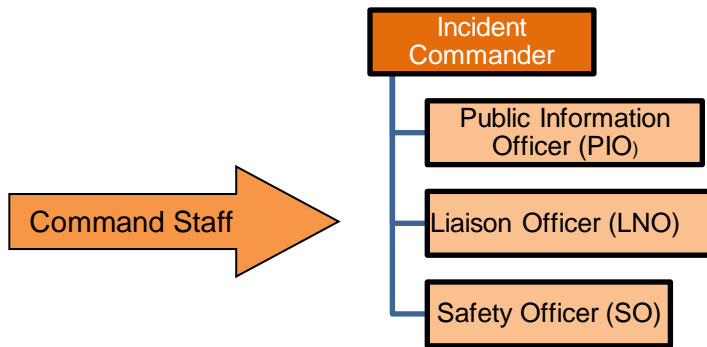 Incident
Commander
Public Information
Officer (PIO)
Command Staff
Liaison Officer (LNO)
Safety Officer (SO)